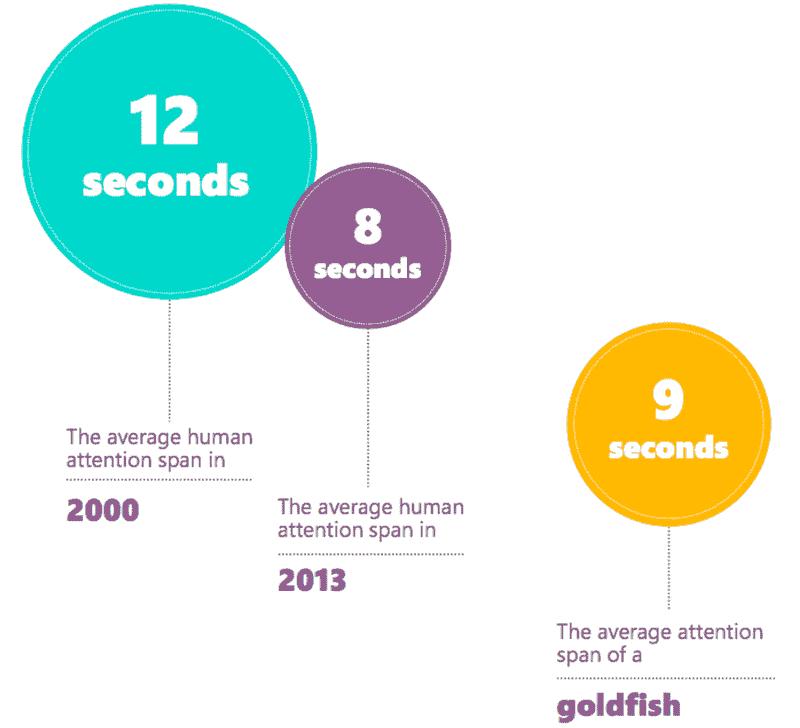 12
seconds
The average human
attention span in
2000
8
seconds
The average human
attention span in
2013
9
seconds
The average attention
span of a
goldfish